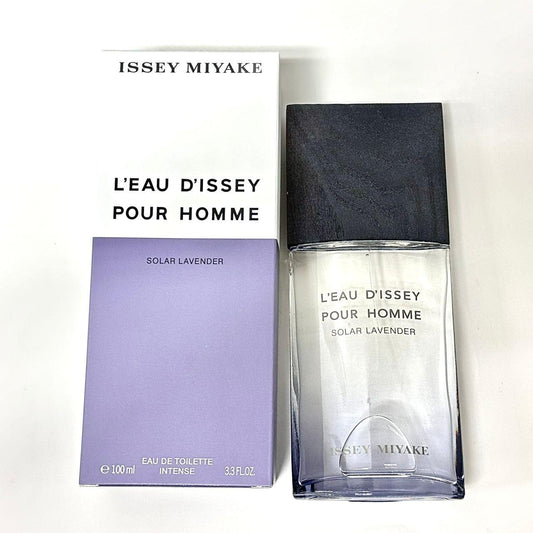 ISSEY MIYAKE
L'EAU D'ISSEY
POUR HOMME
SOLAR LAVENDER
EAU DE TOILETTE
INTENSE
℮ 100 ml
3.3 FL.OZ.
L'EAU D'ISSEY
POUR HOMME
SOLAR LAVENDER
ISSEY MIYAKE